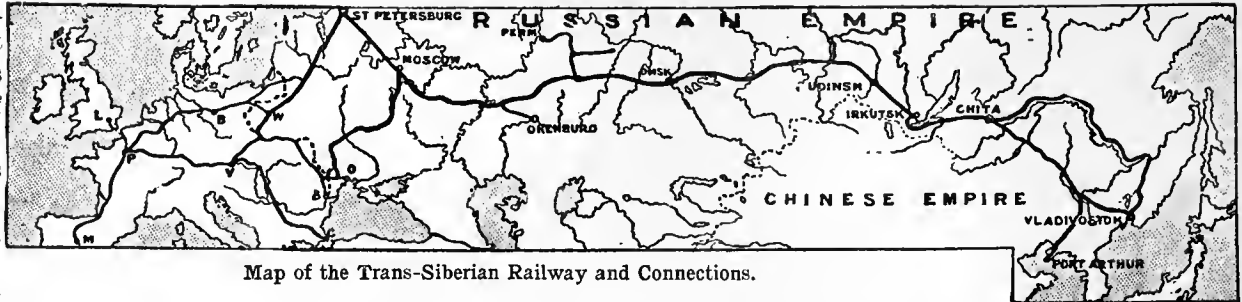 RUSSIAN EMPIRE
ST PETERSBURG
PERM
MOSCOW
OMSK
UDINSK
L
B
W
ORENBURG
IRKUTSK
CHITA
P
V
O
B
CHINESE EMPIRE
VLADIVOSTOK
M
PORT ARTHUR
Map of the Trans-Siberian Railway and Connections.